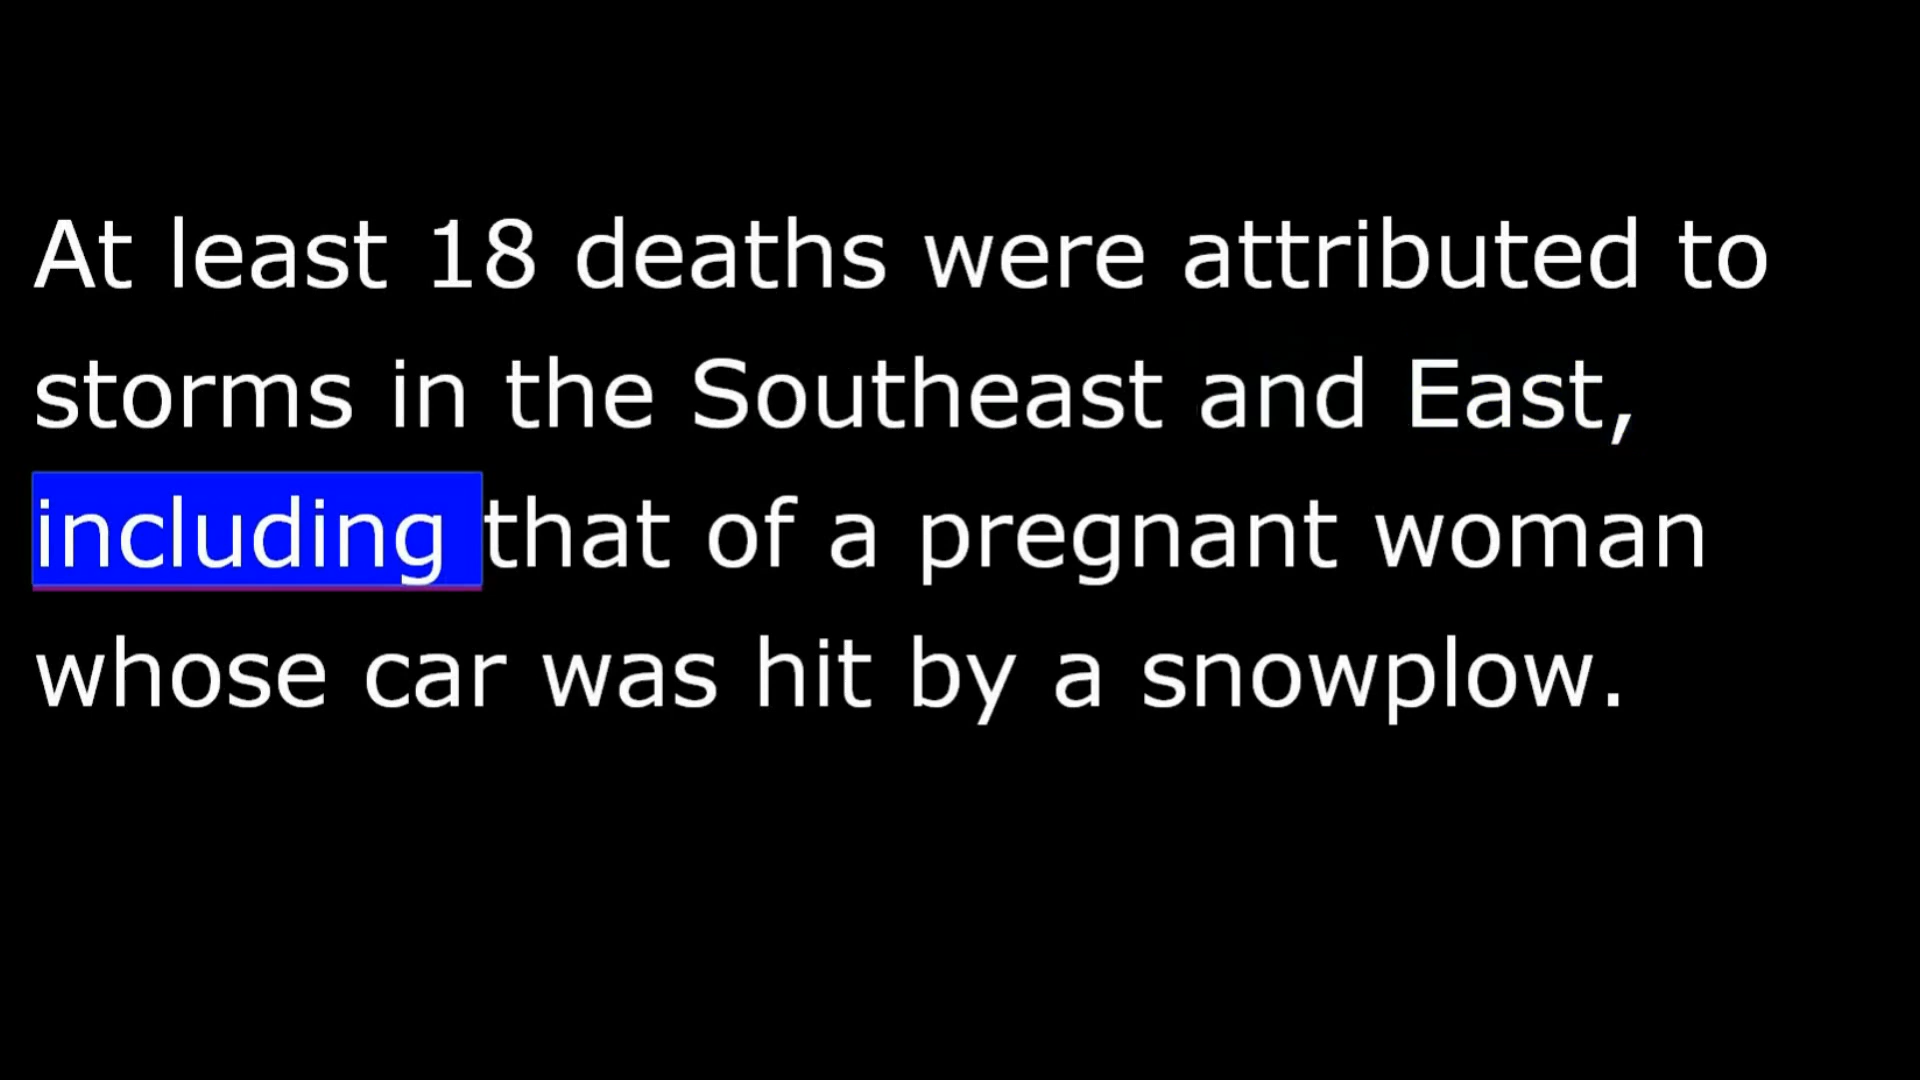 At least 18 deaths were attributed to
storms in the Southeast and East,
including that of a pregnant woman
whose car was hit by a snowplow.